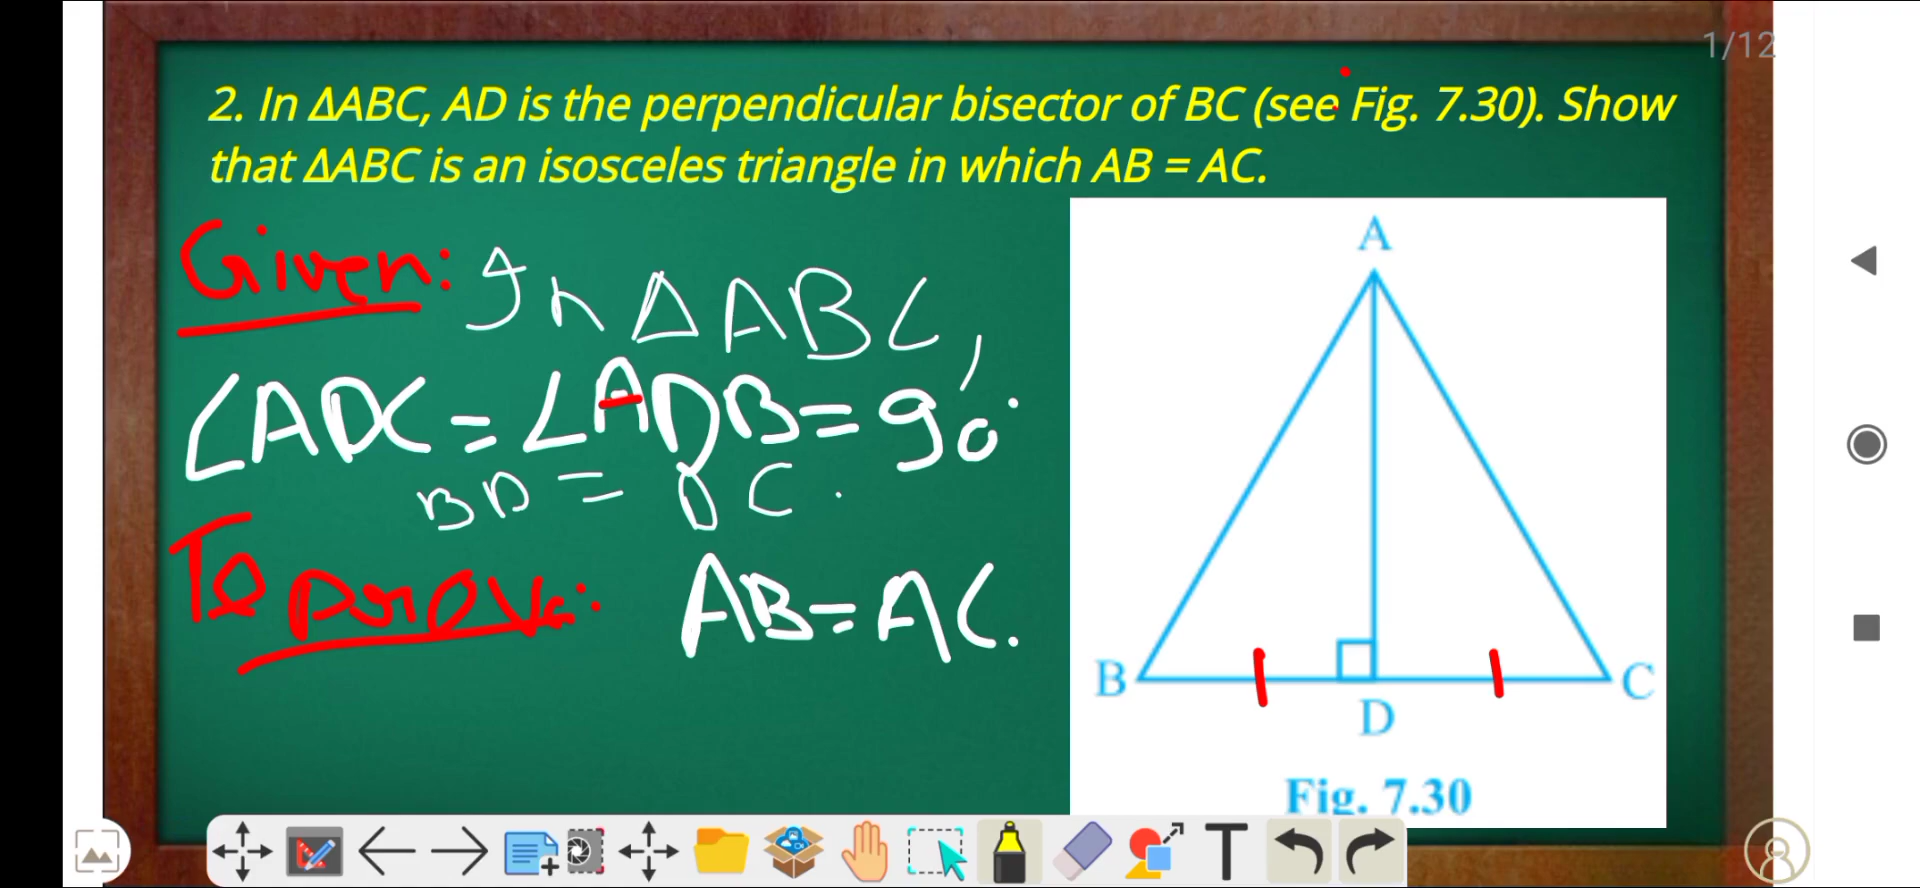 1/12
2. In ΔABC, AD is the perpendicular bisector of BC (see Fig. 7.30). Show
that ΔABC is an isosceles triangle in which AB = AC.
Given: In ΔABC,
∠ADC = ∠ADB = 90°
BD = DC.
To prove: AB = AC.
A
B
C
D
Fig. 7.30
T